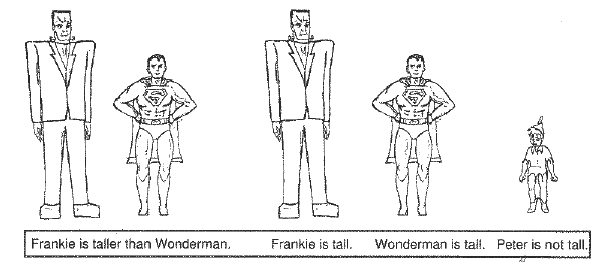 Frankie is taller than Wonderman. Frankie is tall. Wonderman is tall. Peter is not tall.